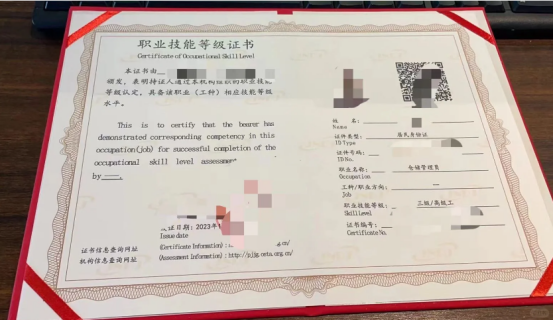 职业技能等级证书
Certificate of Occupational Skill Level
本证书由
颁发，表明持证人通过本机构组织的职业技能
等级认定，具备该职业（工种）相应技能等级
水平。
This is to certify that the bearer has
demonstrated corresponding competency in this
occupation(job) for successful completion of the
occupational skill level assessment
by
证日期：2023年
Issue date
证书信息查询网址
(Certificate Information) :
.cn/
机构信息查询网址
(Assessment Information) : http://pjjg.osta.org.cn/
姓 名：
Name
证件类型： 居民身份证
ID Type
证件号码：
ID No.
职业名称： 仓储管理员
Occupation
工种/职业方向： —
Job
职业技能等级： 三级/高级工
Skill Level
证书编号：
Certificate No.